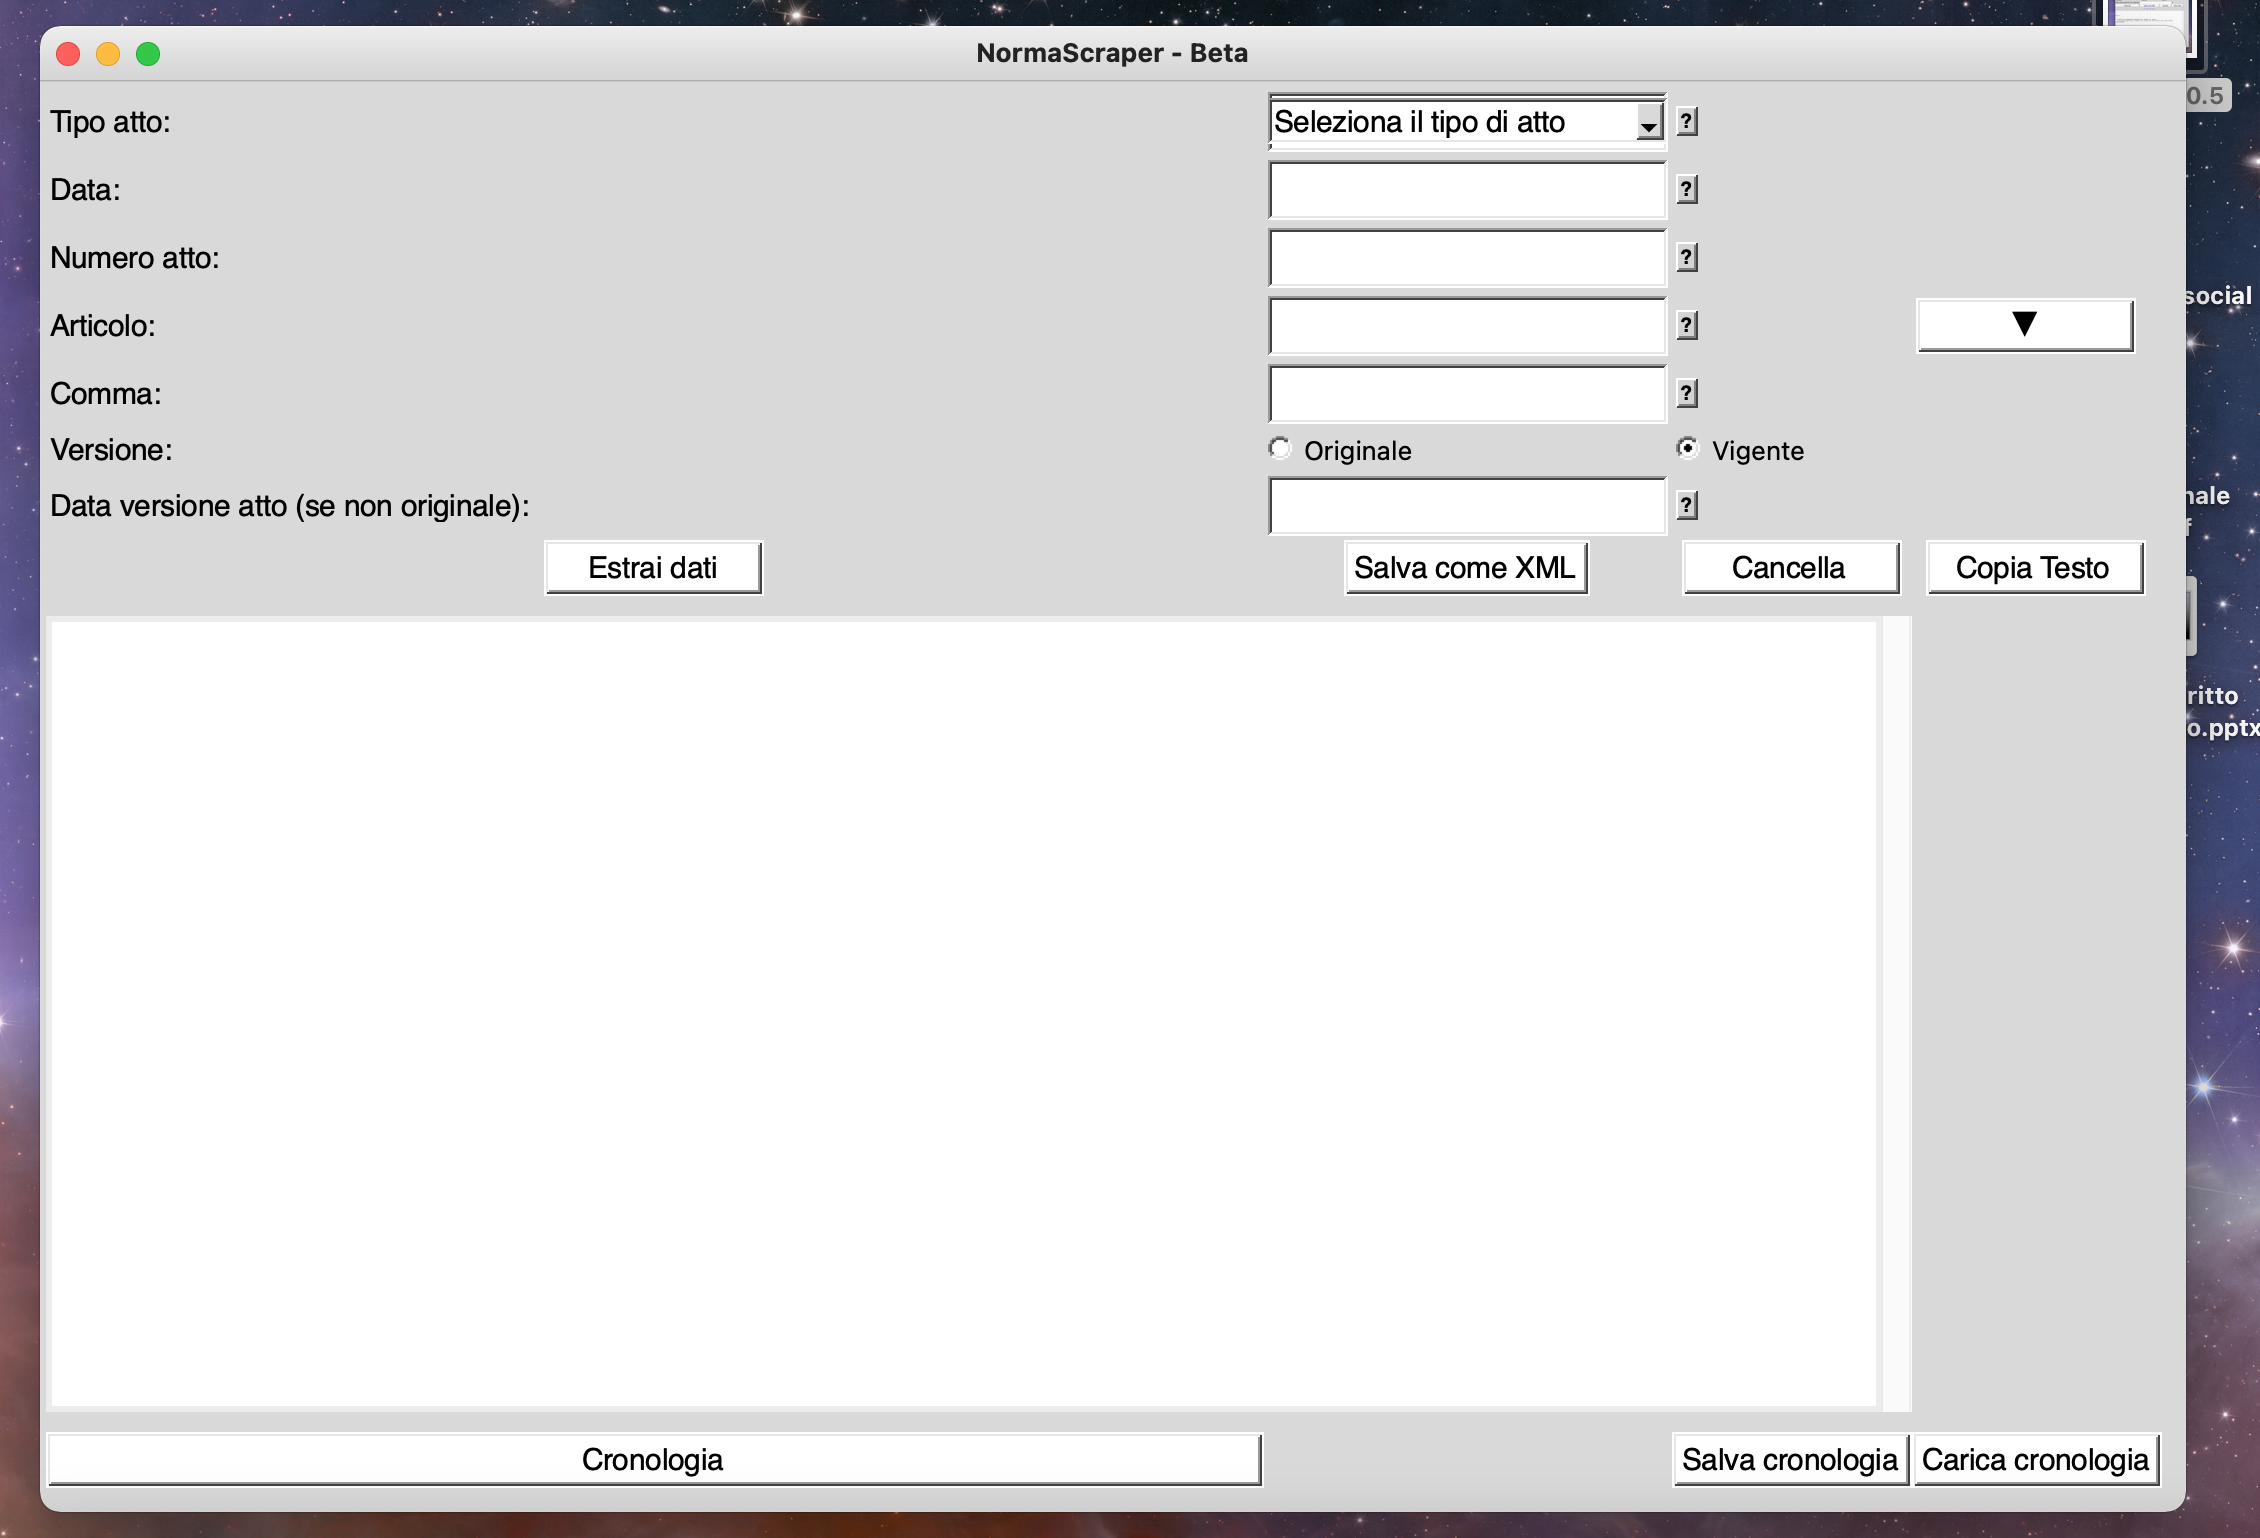 NormaScraper - Beta
0.5
Tipo atto:
Seleziona il tipo di atto
?
Data:
?
Numero atto:
?
social
Articolo:
?
▼
Comma:
?
Versione:
Originale
Vigente
nale
Data versione atto (se non originale):
?
f
Estrai dati
Salva come XML
Cancella
Copia Testo
ritto
o.pptx
Cronologia
Salva cronologia
Carica cronologia